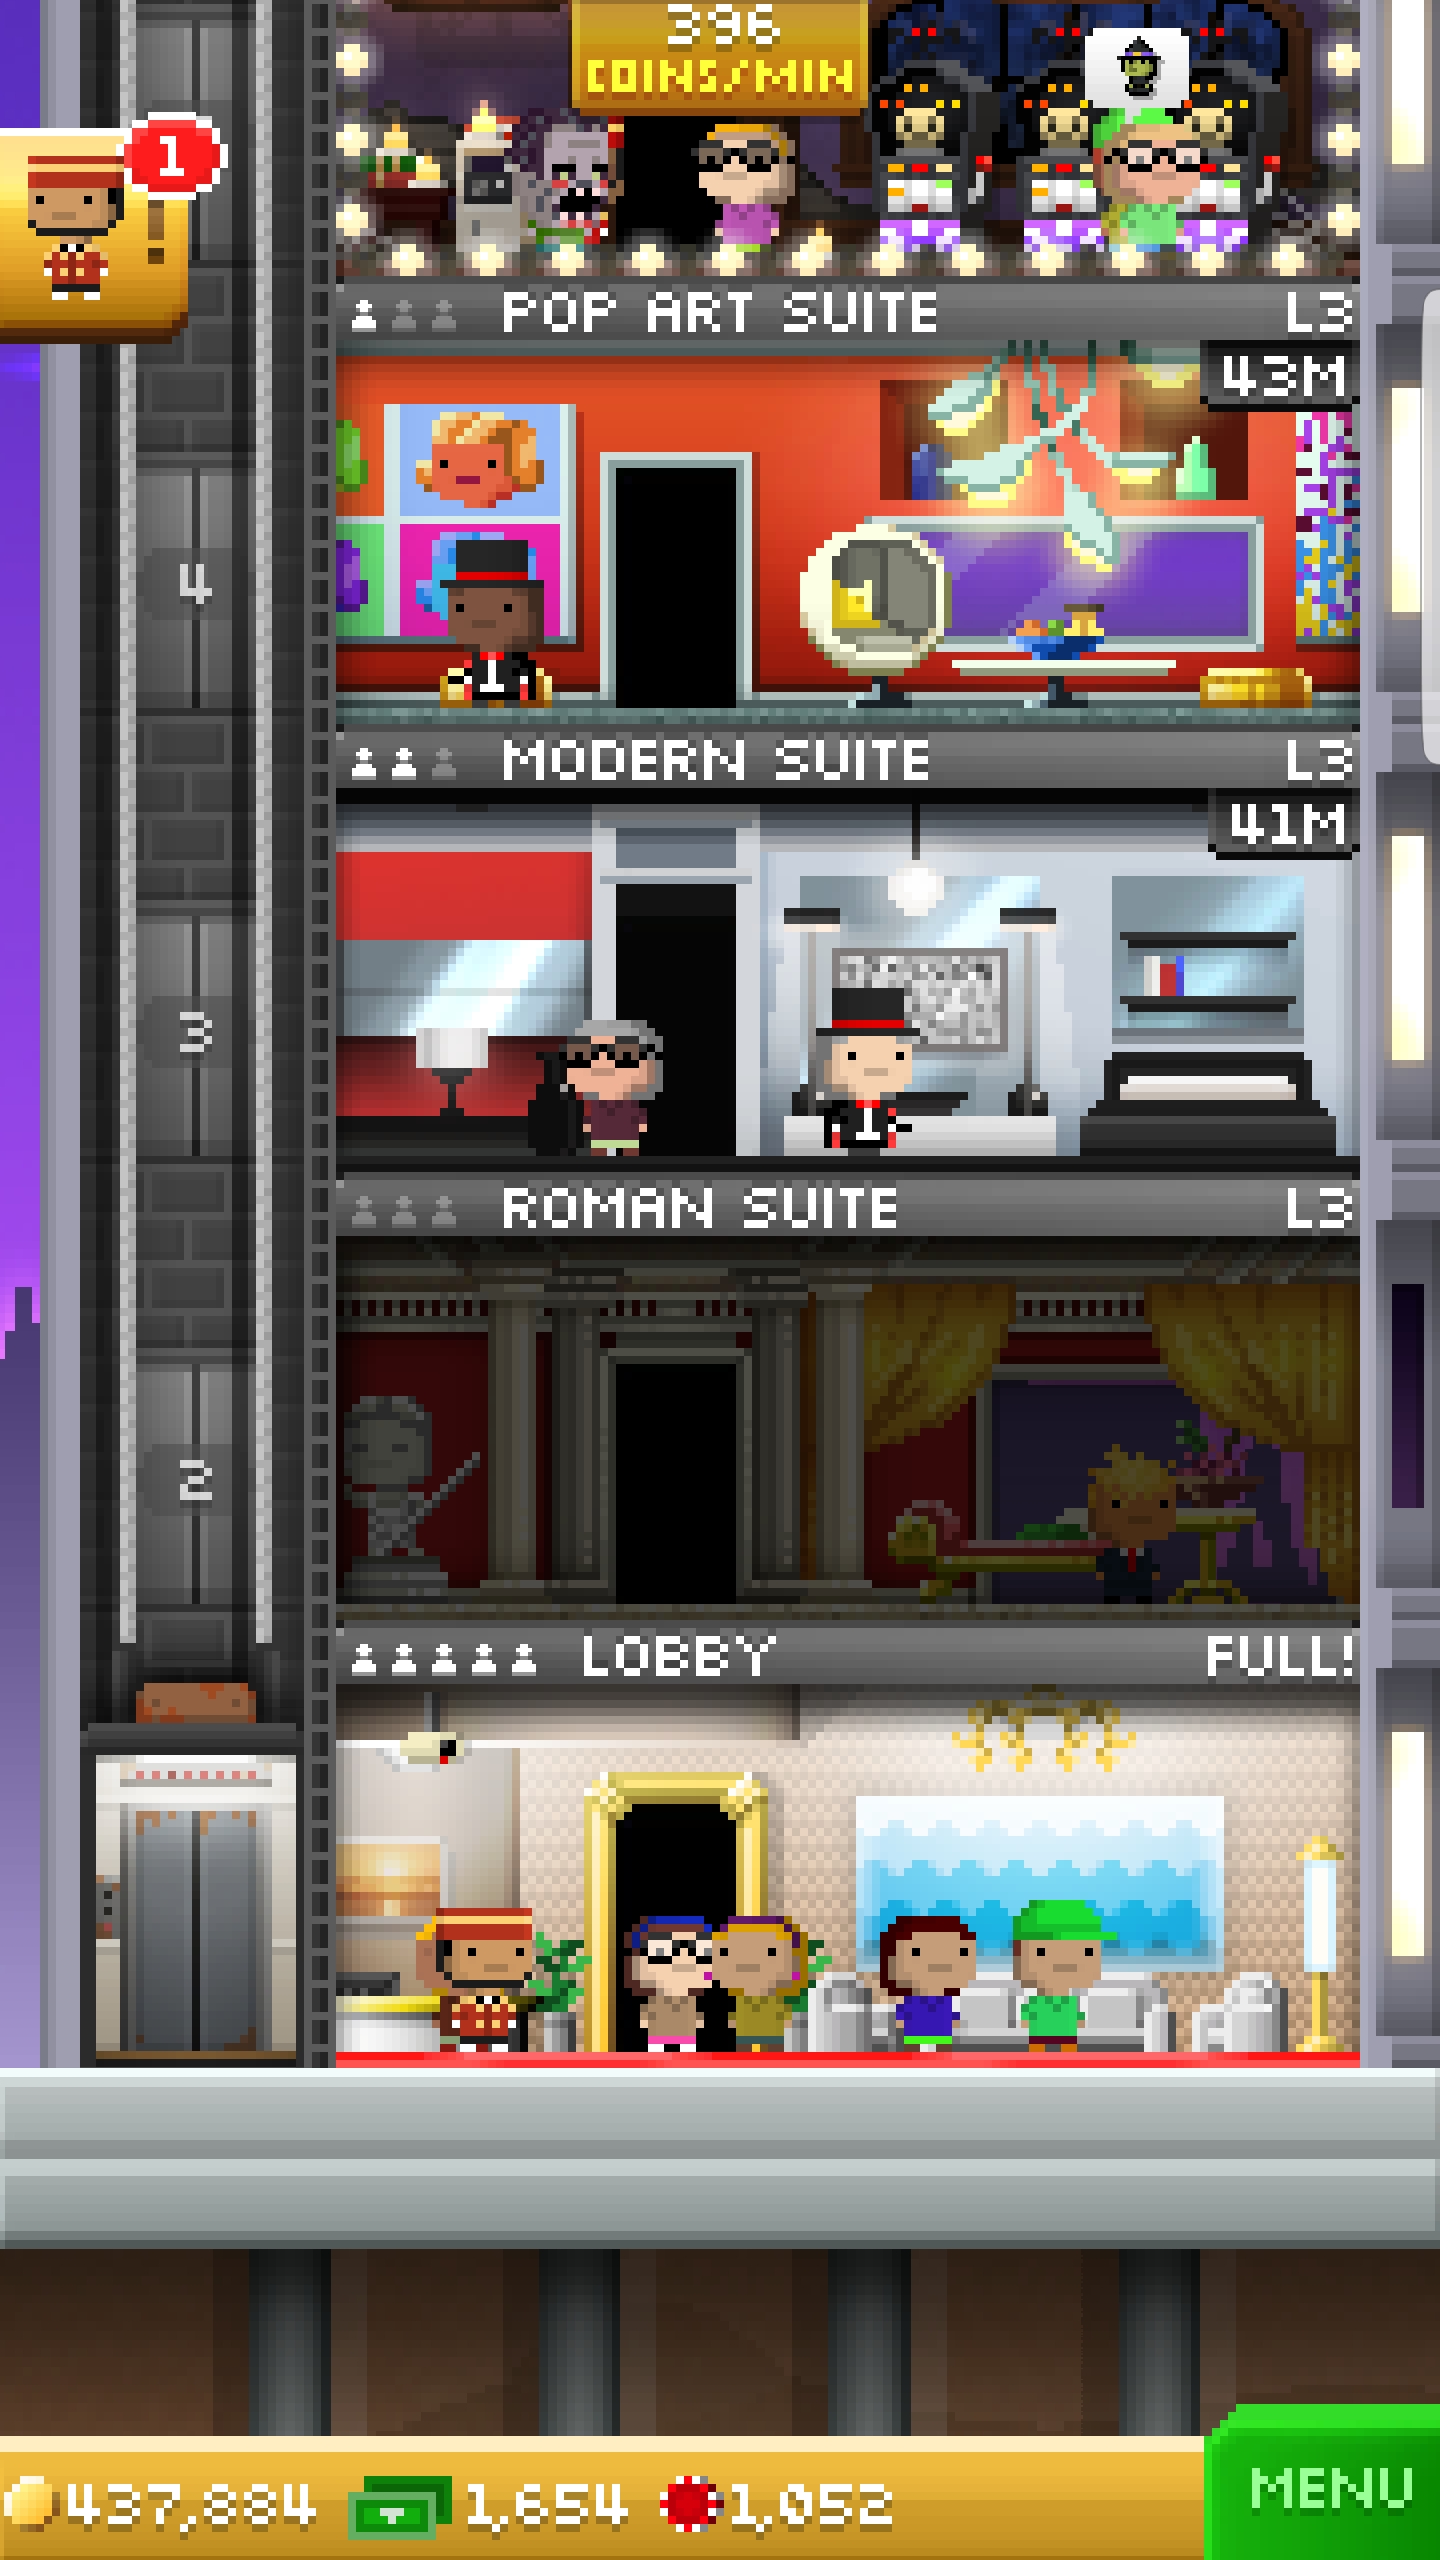 396
COINS/MIN
1
POP ART SUITE L3
43M
4
MODERN SUITE L3
41M
3
ROMAN SUITE L3
2
LOBBY FULL!
437,884 1,654 1,052
MENU